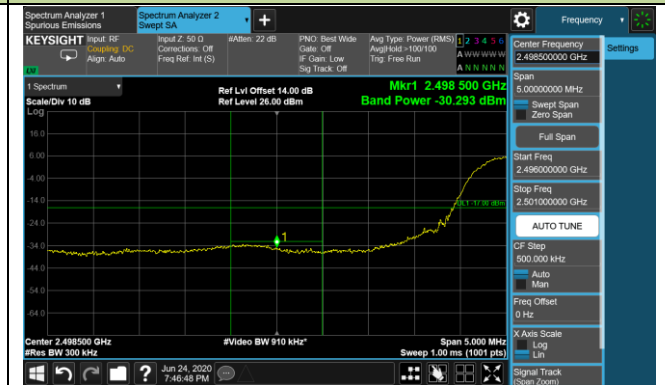 Spectrum Analyzer 1
Spurious Emissions
Spectrum Analyzer 2
Swept SA
+
Frequency
KEYSIGHT
Input: RF
Coupling: DC
Align: Auto
Input Z: 50 Ω
Corrections: Off
Freq Ref: Int (S)
#Atten: 22 dB
PNO: Best Wide
Gate: Off
IF Gain: Low
Sig Track: Off
Avg Type: Power (RMS)
Avg|Hold:>100/100
Trig: Free Run
1 2 3 4 5 6
A W W W W W
A N N N N N
LW
1 Spectrum
Scale/Div 10 dB
Log
Ref Lvl Offset 14.00 dB
Ref Level 26.00 dBm
Mkr1 2.498 500 GHz
Band Power -30.293 dBm
16.0
6.00
-4.00
-14.0
-24.0
-34.0
-44.0
-54.0
-64.0
DL1 -17.00 dBm
1
Center 2.498500 GHz
#Res BW 300 kHz
#Video BW 910 kHz*
Span 5.000 MHz
Sweep 1.00 ms (1001 pts)
Center Frequency
2.498500000 GHz
Settings
Span
5.00000000 MHz
Swept Span
Zero Span
Full Span
Start Freq
2.496000000 GHz
Stop Freq
2.501000000 GHz
AUTO TUNE
CF Step
500.000 kHz
Auto
Man
Freq Offset
0 Hz
X Axis Scale
Log
Lin
Signal Track
(Span Zoom)
?
Jun 24, 2020
7:46:48 PM